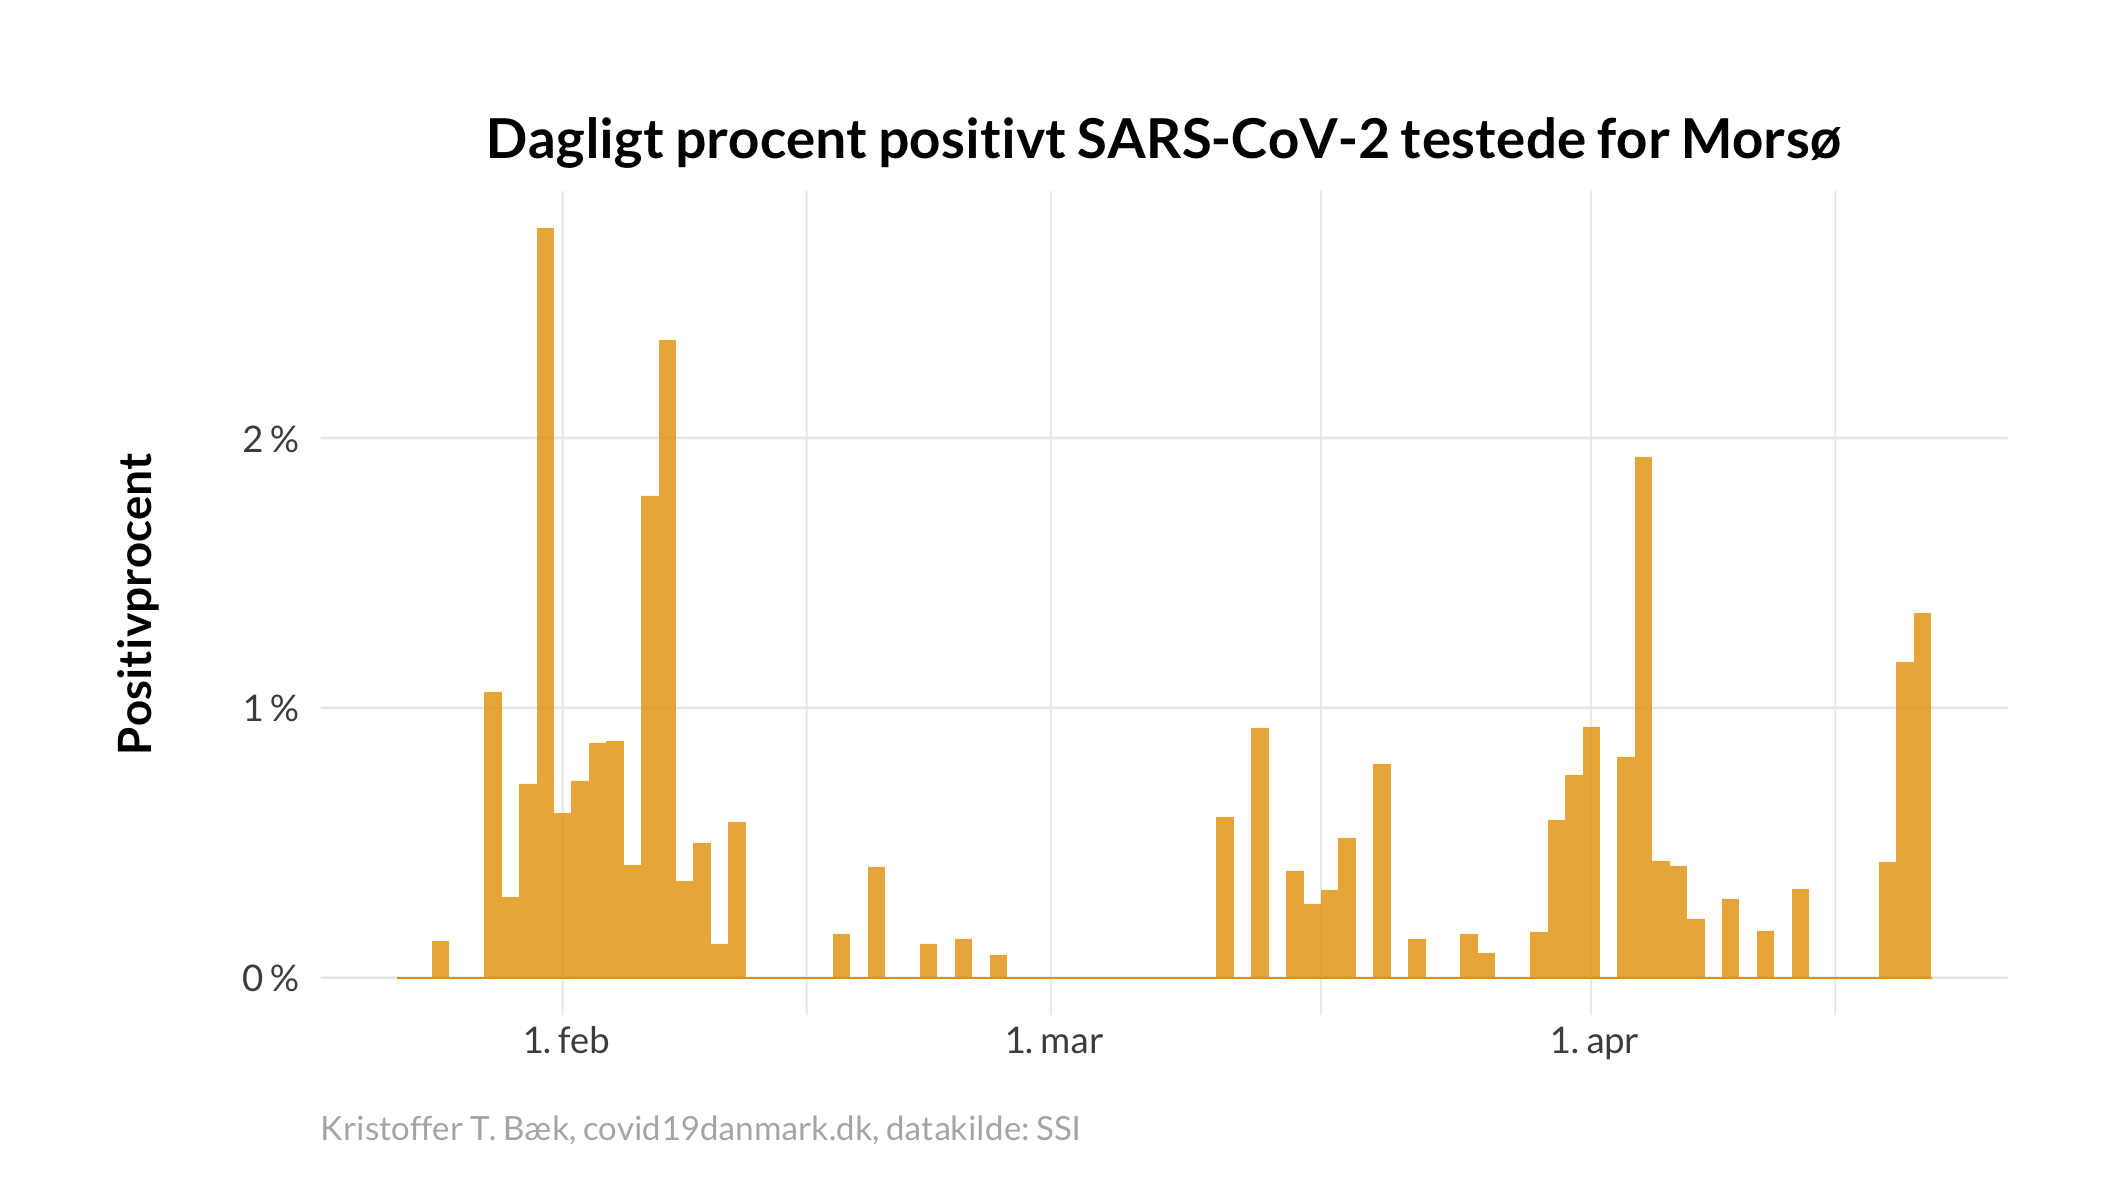 Dagligt procent positivt SARS-CoV-2 testede for Morsø
Positivprocent
2 %
1 %
0 %
1. feb
1. mar
1. apr
Kristoffer T. Bæk, covid19danmark.dk, datakilde: SSI